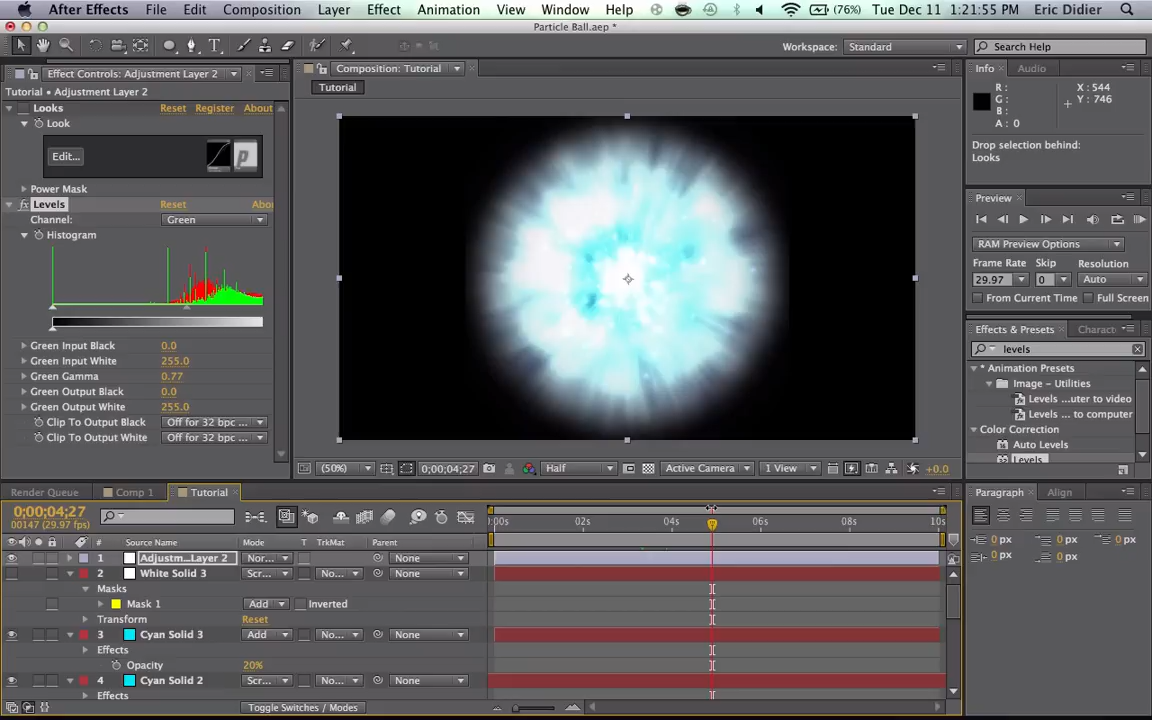 After Effects File Edit Composition Layer Effect Animation View Window Help (76%) Tue Dec 11 1:21:55 PM Eric Didier
Particle Ball.aep *
Workspace: Standard Search Help
Effect Controls: Adjustment Layer 2
Tutorial • Adjustment Layer 2
Looks Reset Register About
Look
Edit...
p
Power Mask
Levels Reset Abo
Channel: Green
Histogram
Green Input Black 0.0
Green Input White 255.0
Green Gamma 0.77
Green Output Black 0.0
Green Output White 255.0
Clip To Output Black Off for 32 bpc ...
Clip To Output White Off for 32 bpc ...
Composition: Tutorial
Tutorial
(50%) 0;00;04;27 Half Active Camera 1 View +0.0
Info Audio
R: X : 544
G: Y : 746
B:
A : 0
Drop selection behind:
Looks
Preview
RAM Preview Options
Frame Rate Skip Resolution
29.97 0 Auto
From Current Time Full Screen
Effects & Presets Charact
levels
* Animation Presets
Image – Utilities
Levels ...uter to video
Levels ... to computer
Color Correction
Auto Levels
Levels
Paragraph Align
0 px 0 px 0 px
0 px 0 px
Render Queue Comp 1 Tutorial
0;00;04;27
00147 (29.97 fps)
:00s 02s 04s 06s 08s 10s
# Source Name Mode T TrkMat Parent
1 Adjustm...Layer 2 Nor... None
2 White Solid 3 Scr... No... None
Masks
Mask 1 Add Inverted
Transform Reset
3 Cyan Solid 3 Add No... None
Effects
Opacity 20%
4 Cyan Solid 2 Scr... No... None
Effects
Toggle Switches / Modes